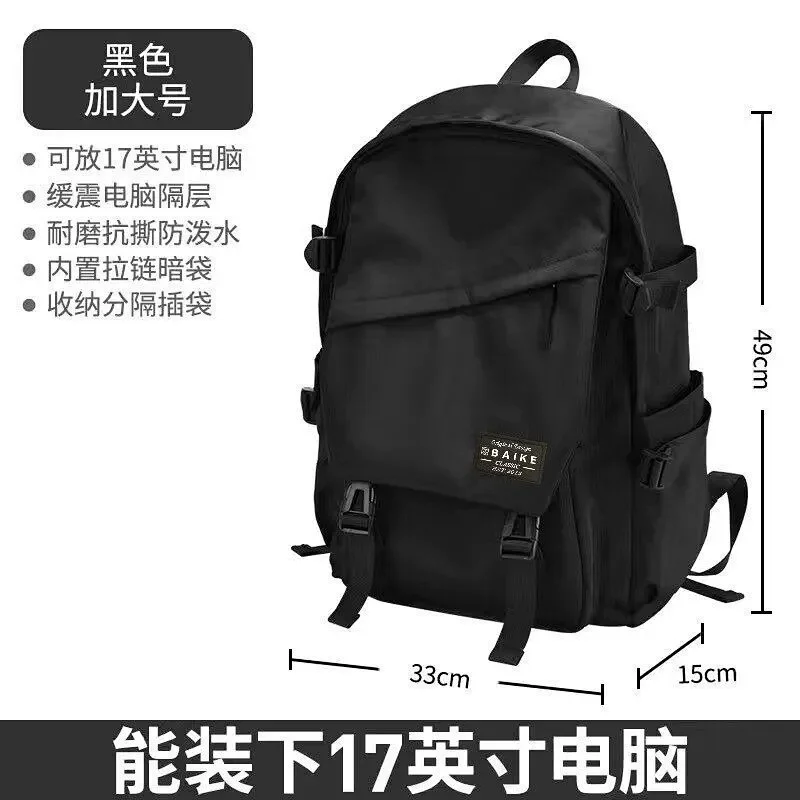 黑色
加大号
可放17英寸电脑
缓震电脑隔层
耐磨抗撕防泼水
内置拉链暗袋
收纳分隔插袋
Original Design
BAIKE
CLASSIC
49cm
33cm
15cm
能装下17英寸电脑